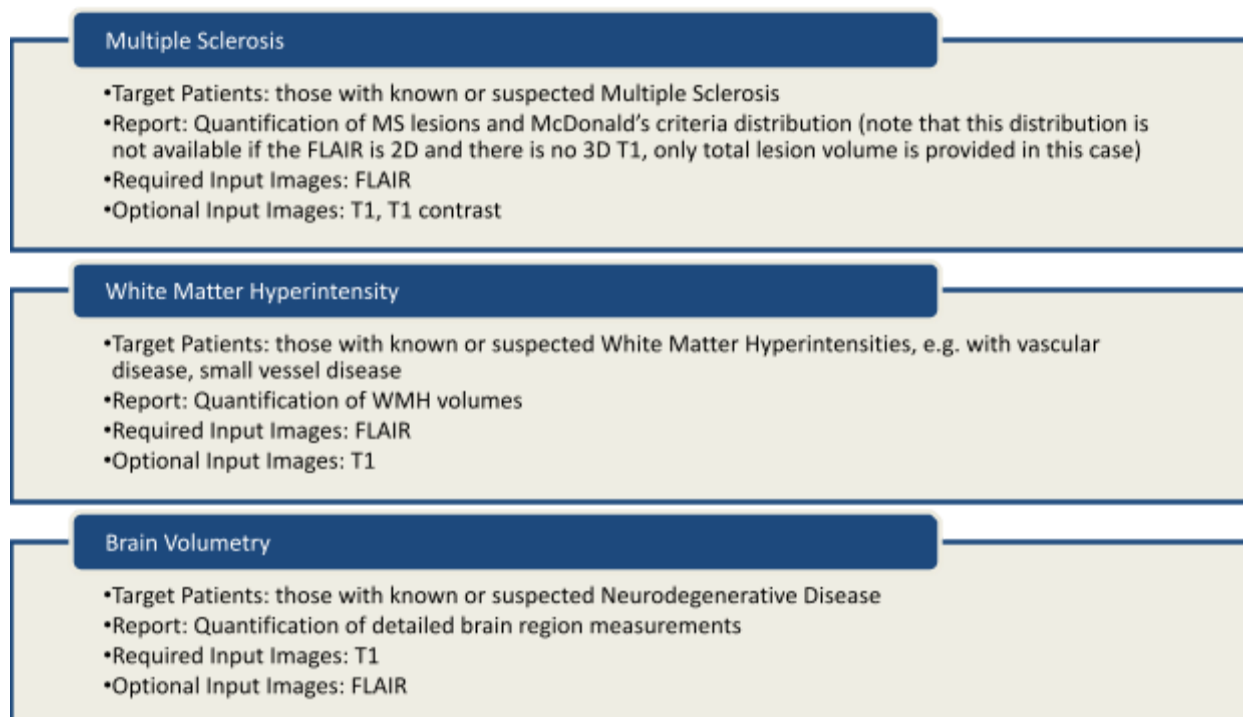 Multiple Sclerosis
•Target Patients: those with known or suspected Multiple Sclerosis
•Report: Quantification of MS lesions and McDonald's criteria distribution (note that this distribution is
not available if the FLAIR is 2D and there is no 3D T1, only total lesion volume is provided in this case)
•Required Input Images: FLAIR
•Optional Input Images: T1, T1 contrast
White Matter Hyperintensity
•Target Patients: those with known or suspected White Matter Hyperintensities, e.g. with vascular
disease, small vessel disease
•Report: Quantification of WMH volumes
•Required Input Images: FLAIR
•Optional Input Images: T1
Brain Volumetry
•Target Patients: those with known or suspected Neurodegenerative Disease
•Report: Quantification of detailed brain region measurements
•Required Input Images: T1
•Optional Input Images: FLAIR